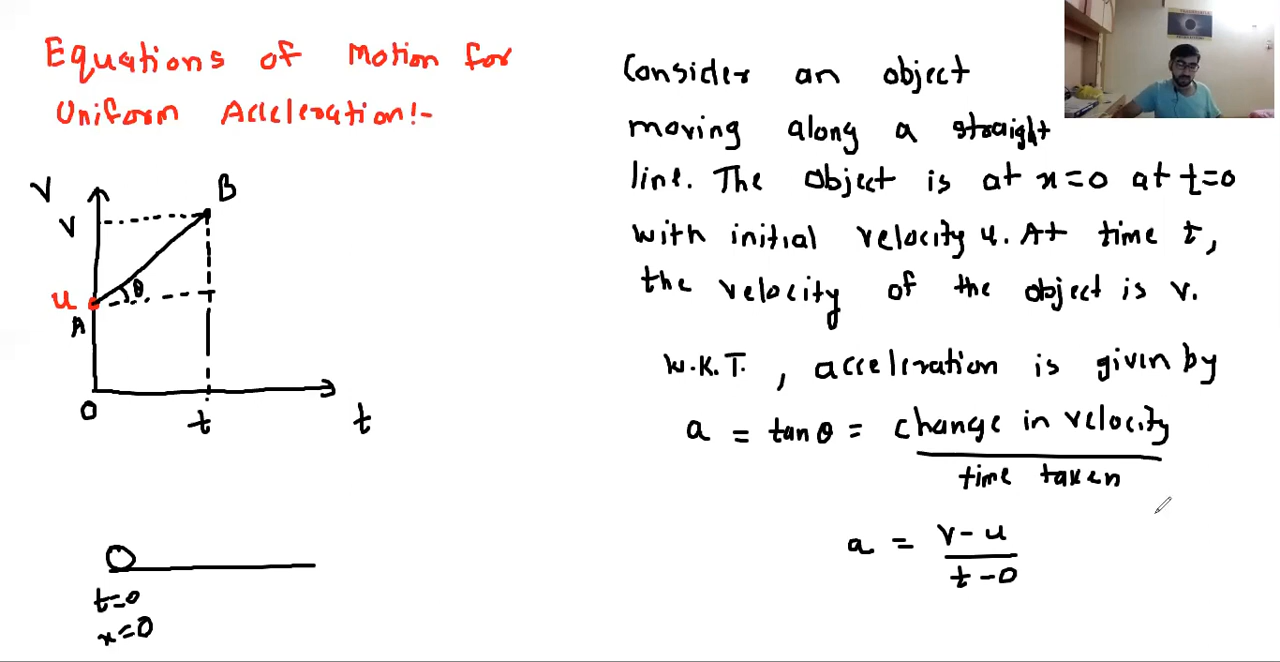 Equations of Motion for
Uniform Acceleration:-
V
V
B
u
θ
A
O
t
t
t=0
x=0
Consider an object
moving along a straight
line. The object is at x=0 at t=0
with initial velocity u. At time t,
the velocity of the object is v.
W.K.T., acceleration is given by
a = tanθ = change in velocity
time taken
a = v-u
t-0